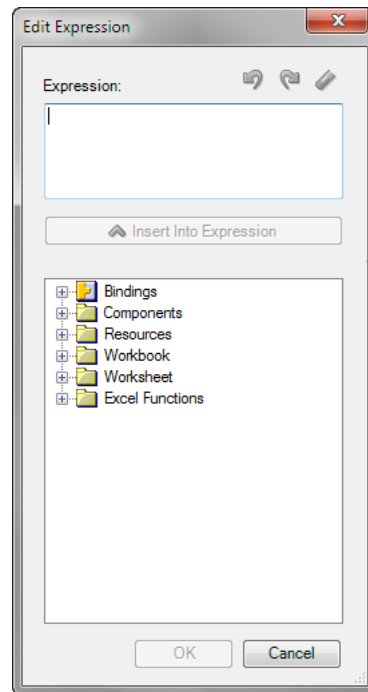 Edit Expression
Expression:
Insert Into Expression
Bindings
Components
Resources
Workbook
Worksheet
Excel Functions
OK
Cancel